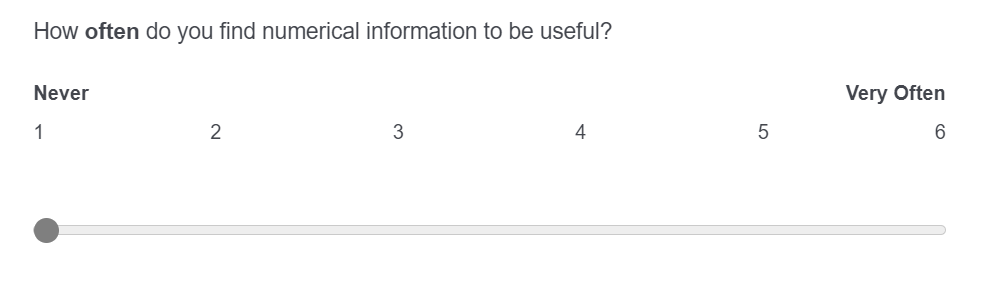 How often do you find numerical information to be useful?
Never Very Often
1 2 3 4 5 6